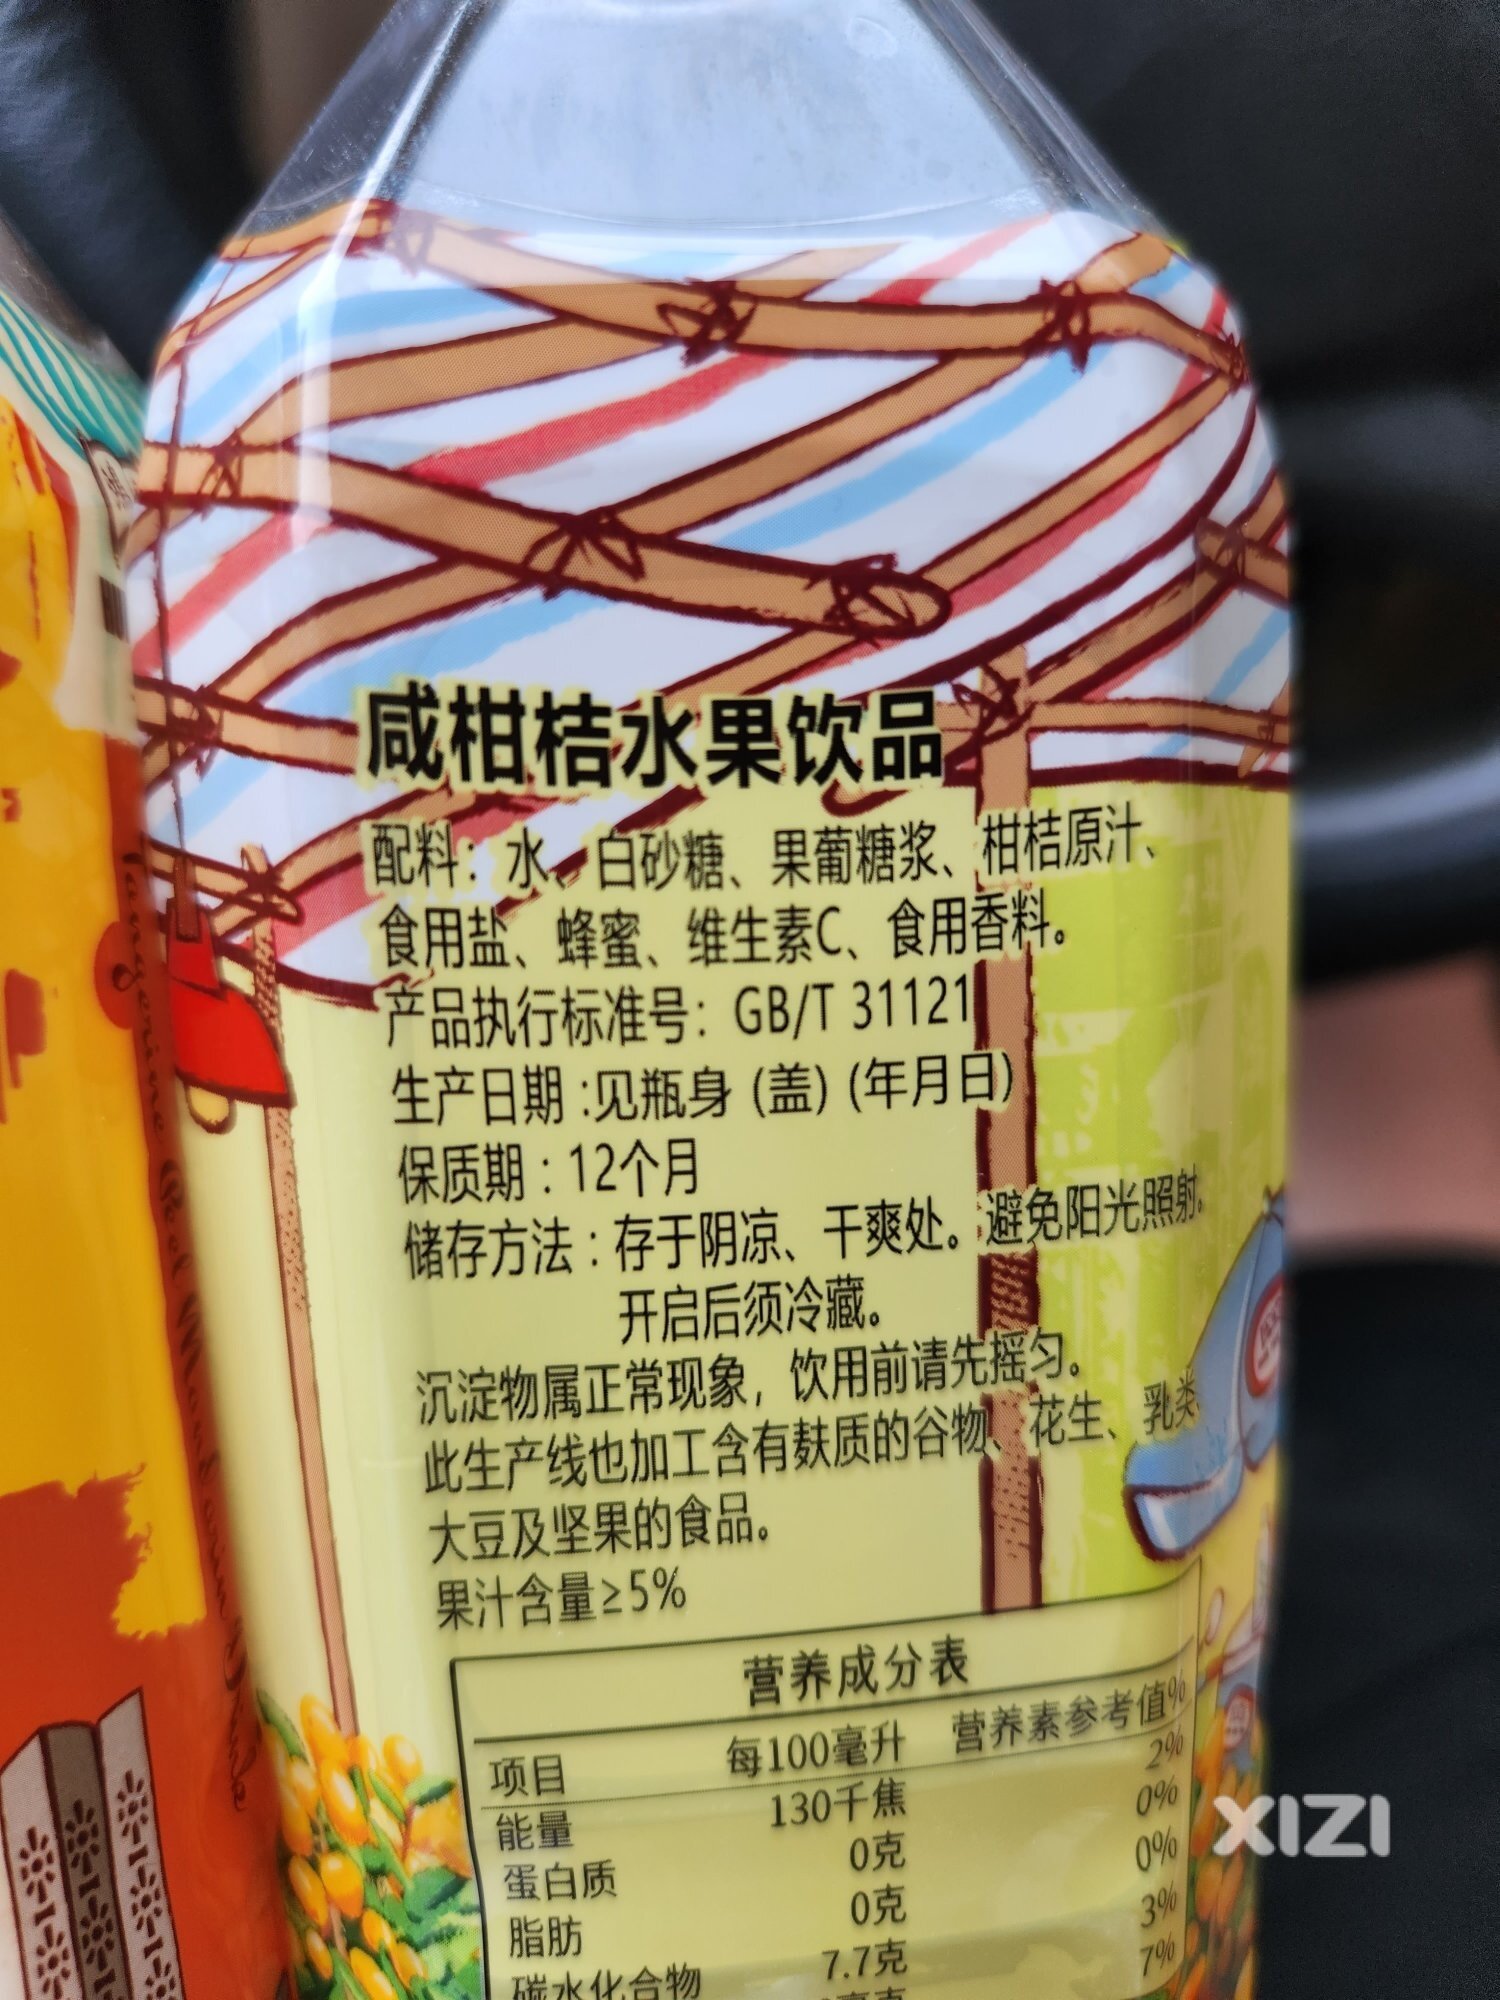 咸柑桔水果饮品
配料：水、白砂糖、果葡糖浆、柑桔原汁、
食用盐、蜂蜜、维生素C、食用香料。
产品执行标准号：GB/T 31121
生产日期:见瓶身 (盖) (年月日)
保质期：12个月
储存方法：存于阴凉、干爽处。避免阳光照射。
开启后须冷藏。
沉淀物属正常现象，饮用前请先摇匀。
此生产线也加工含有麸质的谷物、花生、乳类、
大豆及坚果的食品。
果汁含量≥5%
营养成分表
项目 每100毫升 营养素参考值%
能量 130千焦 2%
蛋白质 0克 0%
脂肪 0克 0%
碳水化合物 7.7克 3%
7%
XIZI